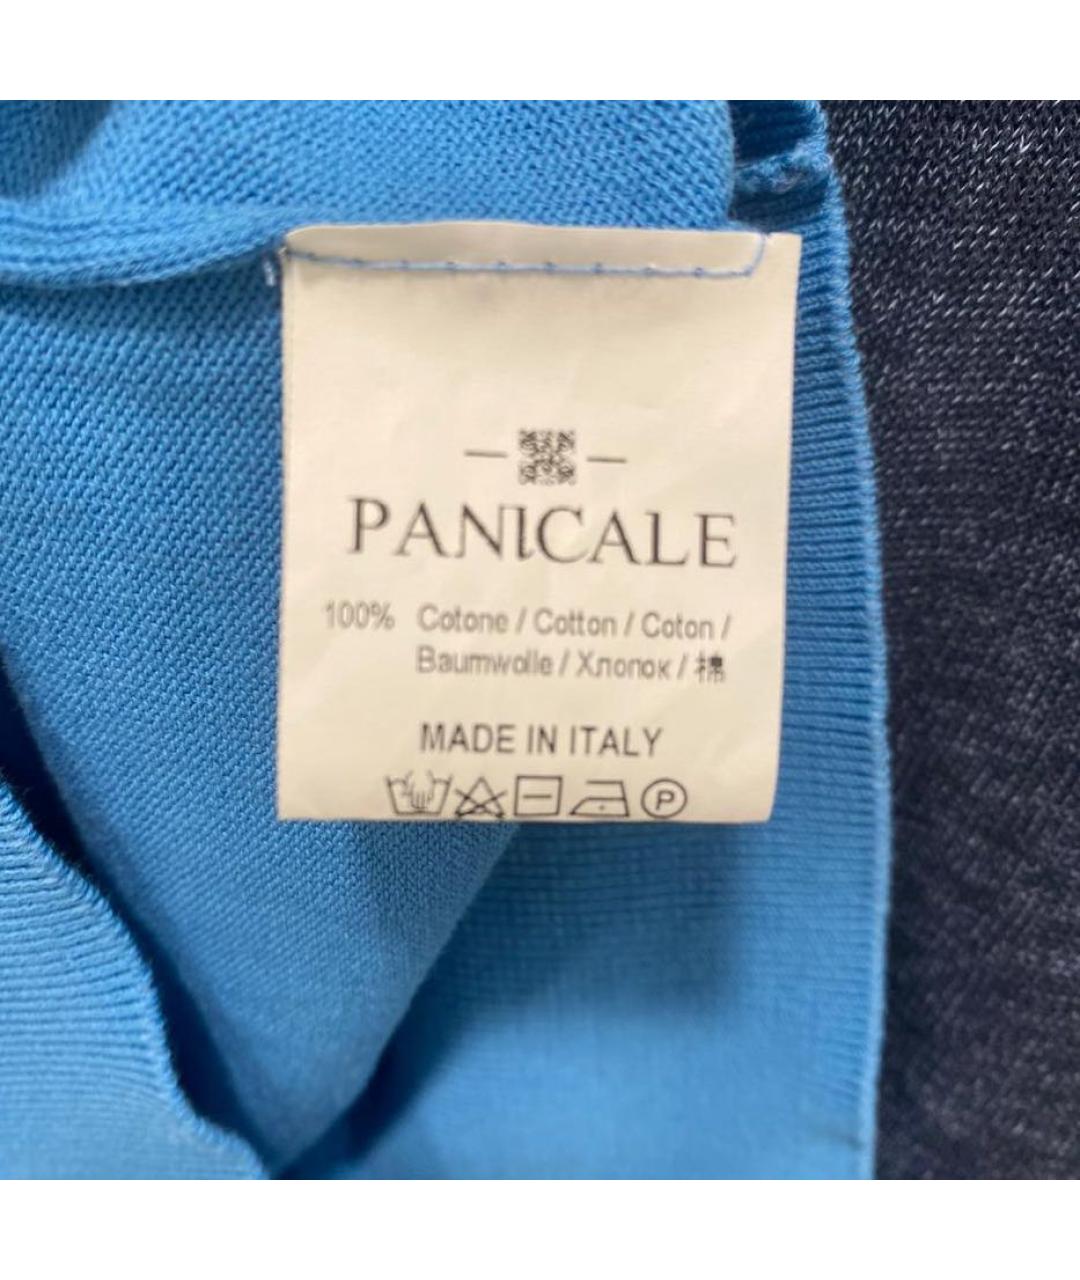 PANICALE
100% Cotone / Cotton / Coton /
Baumwolle / Хлопок / 棉
MADE IN ITALY
P